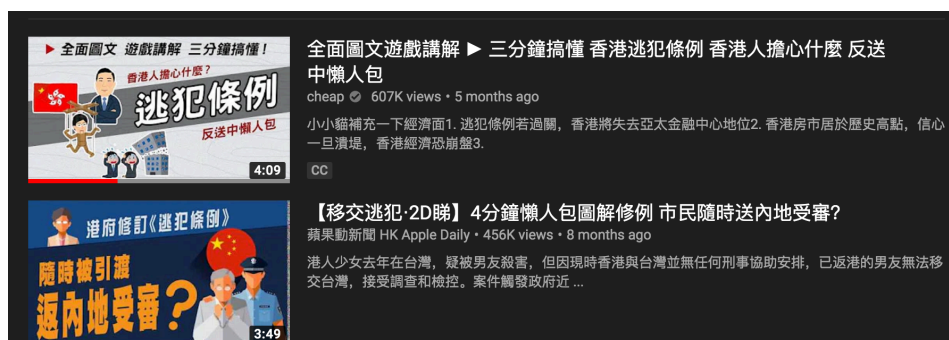 ▶ 全面圖文 遊戲講解 三分鐘搞懂！
香港人擔心什麼？
逃犯條例
反送中懶人包
4:09
全面圖文遊戲講解 ► 三分鐘搞懂 香港逃犯條例 香港人擔心什麼 反送
中懶人包
cheap 607K views • 5 months ago
小小貓補充一下經濟面1. 逃犯條例若過關，香港將失去亞太金融中心地位2. 香港房市居於歷史高點，信心
一旦潰堤，香港經濟恐崩盤3.
CC
港府修訂《逃犯條例》
隨時被引渡
返內地受審？
3:49
【移交逃犯‧2D睇】4分鐘懶人包圖解修例 市民隨時送內地受審?
蘋果動新聞 HK Apple Daily • 456K views • 8 months ago
港人少女去年在台灣，疑被男友殺害，但因現時香港與台灣並無任何刑事協助安排，已返港的男友無法移
交台灣，接受調查和檢控。案件觸發政府近 ...